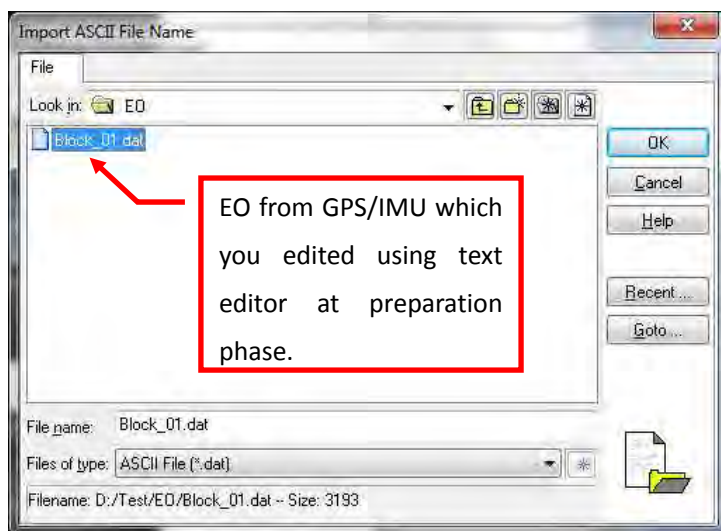 Import ASCII File Name
File
Look in: EO
Block_01.dat
OK
Cancel
Help
Recent ...
Goto ...
EO from GPS/IMU which
you edited using text
editor at preparation
phase.
File name: Block_01.dat
Files of type: ASCII File (*.dat)
Filename: D:/Test/EO/Block_01.dat -- Size: 3193